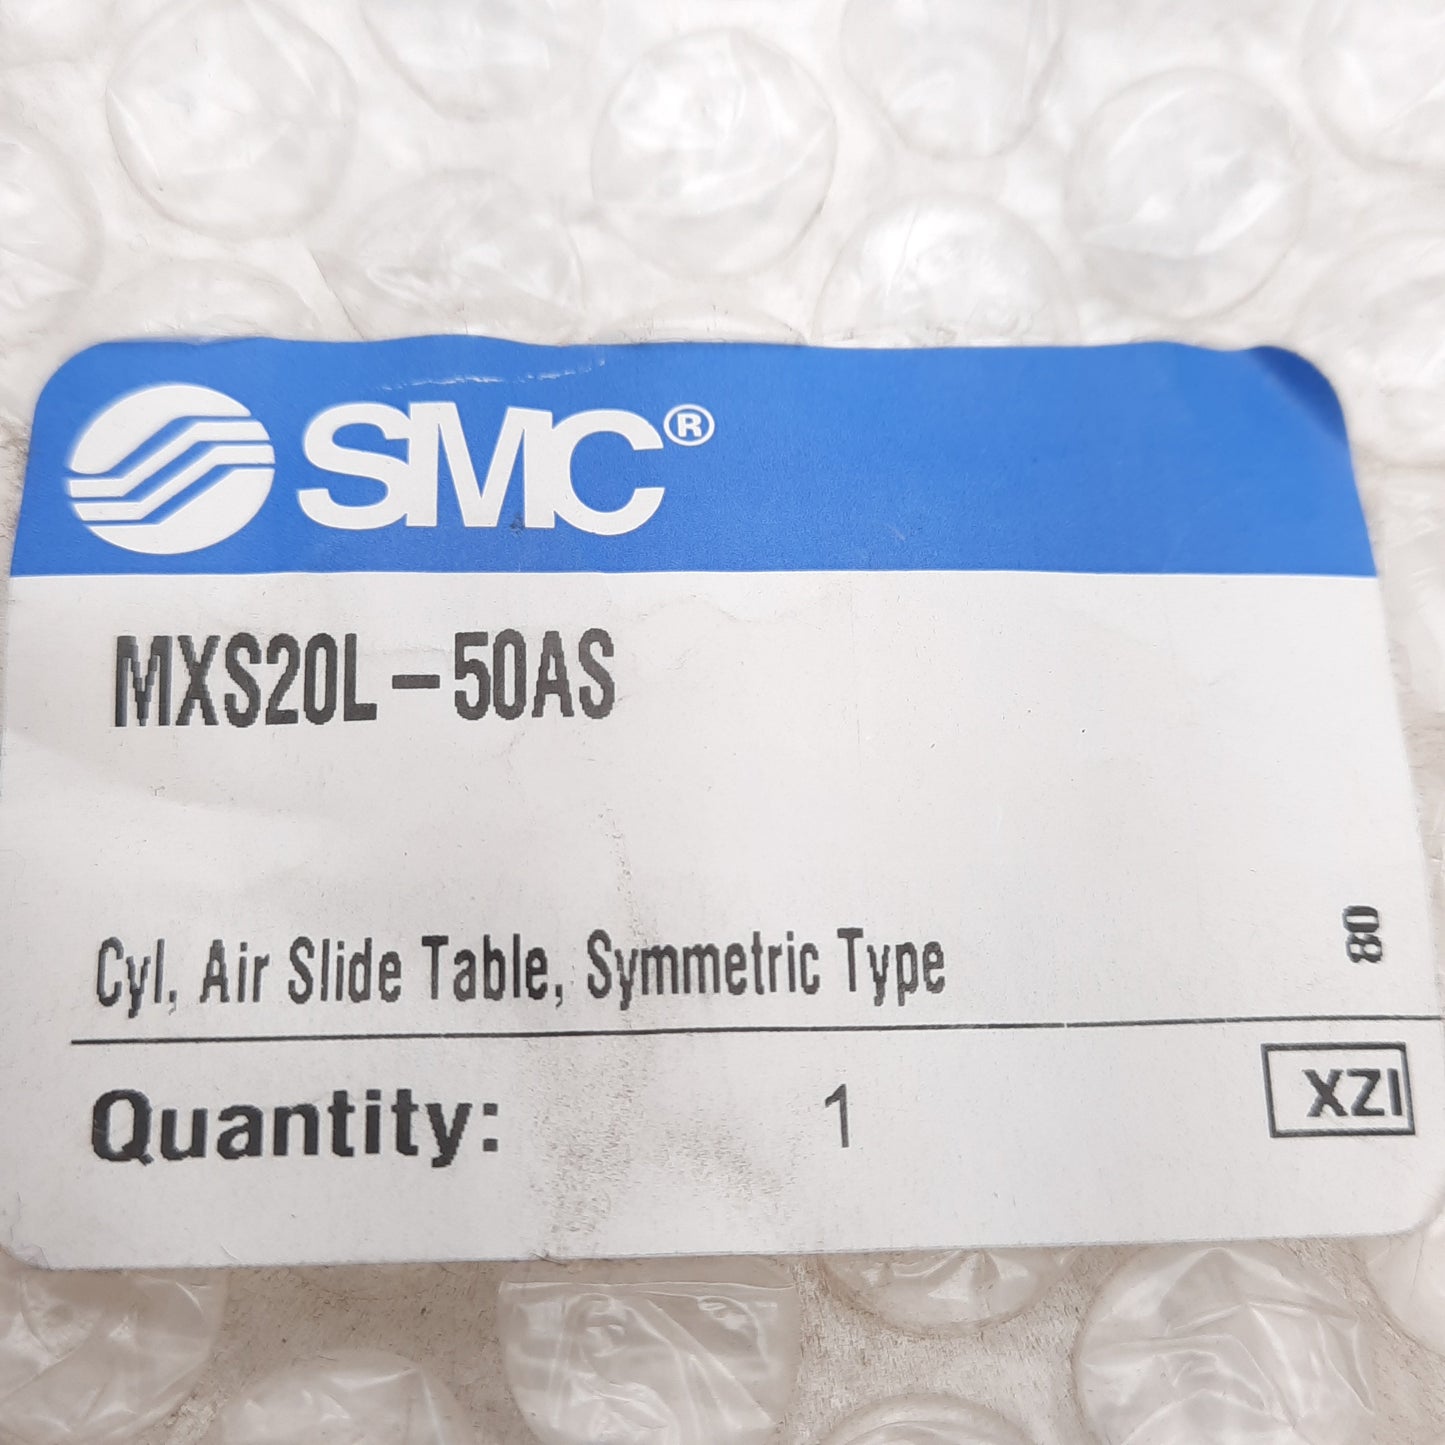 SMC®
MXS20L-50AS
Cyl, Air Slide Table, Symmetric Type
80
Quantity: 1
XZI